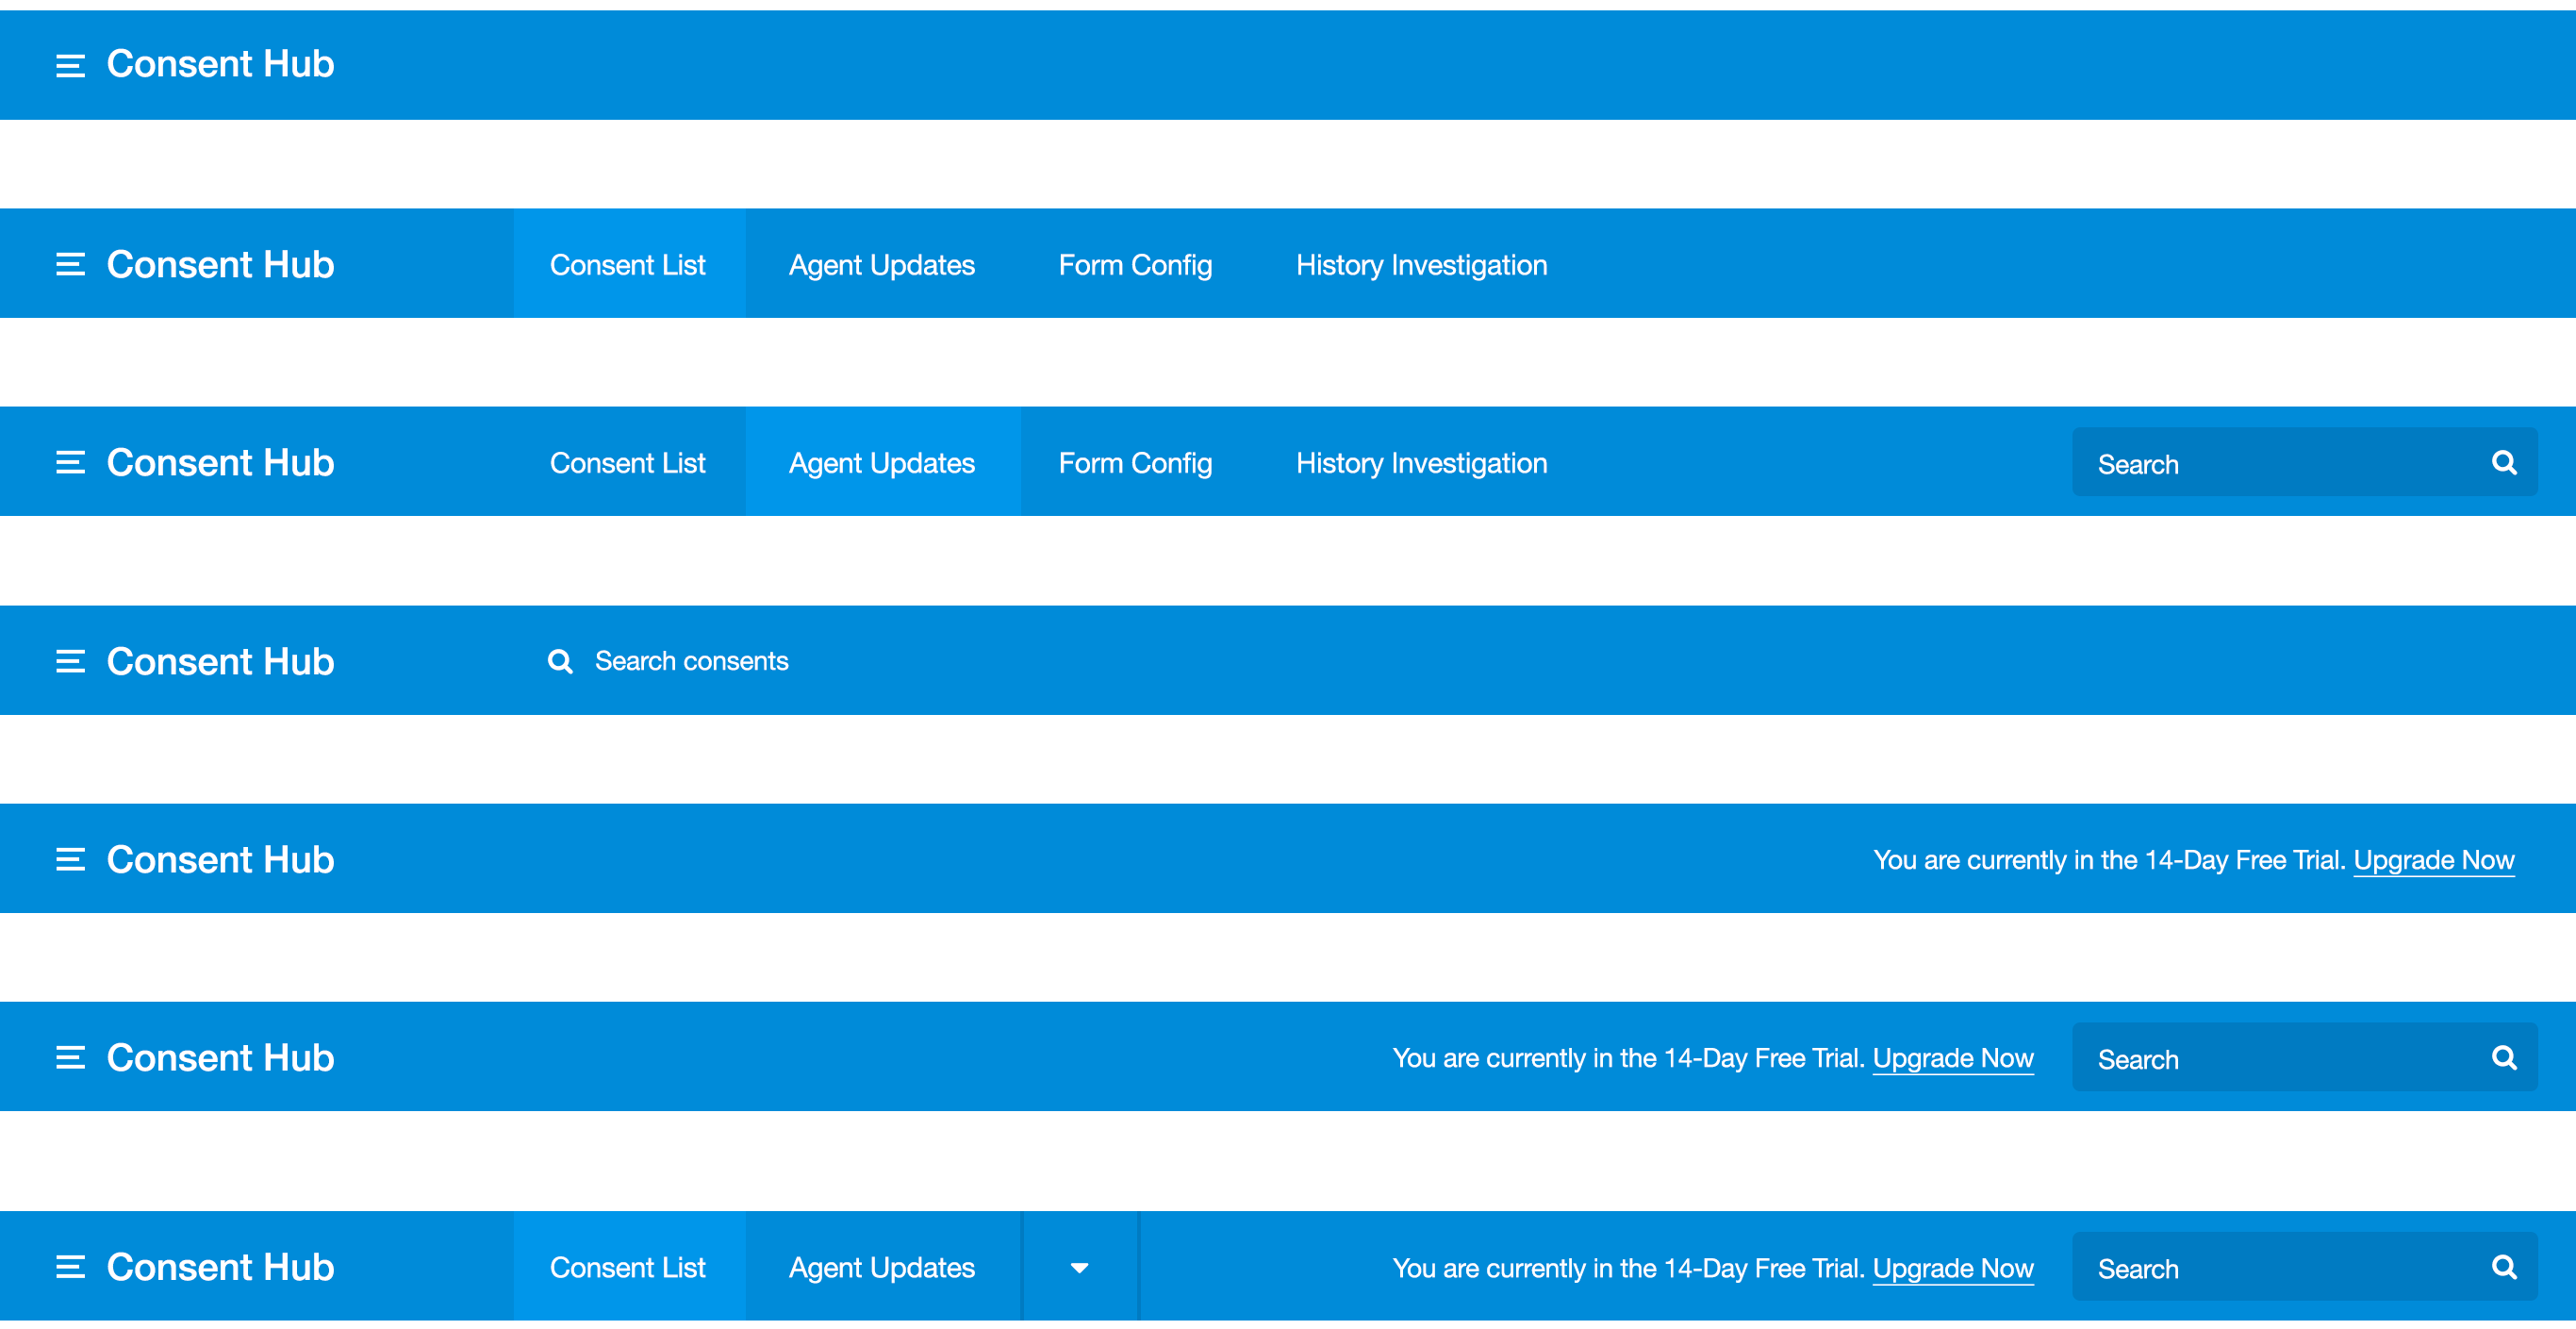 Consent Hub
Consent Hub Consent List Agent Updates Form Config History Investigation
Consent Hub Consent List Agent Updates Form Config History Investigation Search
Consent Hub Search consents
Consent Hub You are currently in the 14-Day Free Trial. Upgrade Now
Consent Hub You are currently in the 14-Day Free Trial. Upgrade Now Search
Consent Hub Consent List Agent Updates You are currently in the 14-Day Free Trial. Upgrade Now Search